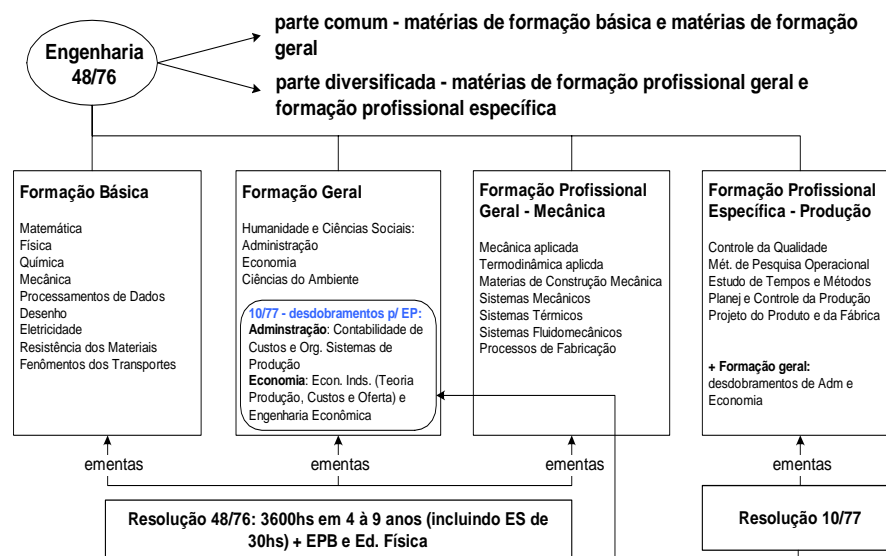 Engenharia
48/76
parte comum - matérias de formação básica e matérias de formação
geral
parte diversificada - matérias de formação profissional geral e
formação profissional específica
Formação Básica
Matemática
Física
Química
Mecânica
Processamentos de Dados
Desenho
Eletricidade
Resistência dos Materiais
Fenômtos dos Transportes
Formação Geral
Humanidade e Ciências Sociais:
Administração
Economia
Ciências do Ambiente
10/77 - desdobramentos p/ EP:
Adminstração: Contabilidade de
Custos e Org. Sistemas de
Produção
Economia: Econ. Inds. (Teoria
Produção, Custos e Oferta) e
Engenharia Econômica
Formação Profissional
Geral - Mecânica
Mecânica aplicada
Termodinâmica aplicda
Materias de Construção Mecânica
Sistemas Mecânicos
Sistemas Térmicos
Sistemas Fluidomecânicos
Processos de Fabricação
Formação Profissional
Específica - Produção
Controle da Qualidade
Mét. de Pesquisa Operacional
Estudo de Tempos e Métodos
Planej e Controle da Produção
Projeto do Produto e da Fábrica
+ Formação geral:
desdobramentos de Adm e
Economia
ementas
ementas
ementas
ementas
Resolução 48/76: 3600hs em 4 à 9 anos (incluindo ES de
30hs) + EPB e Ed. Física
Resolução 10/77